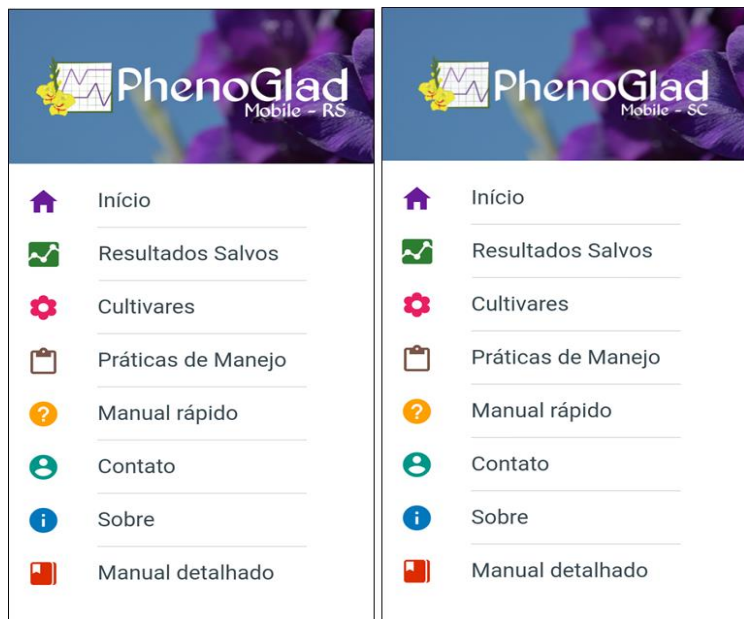 PhenoGlad
Mobile - RS
Início
Resultados Salvos
Cultivares
Práticas de Manejo
Manual rápido
Contato
Sobre
Manual detalhado
PhenoGlad
Mobile - SC
Início
Resultados Salvos
Cultivares
Práticas de Manejo
Manual rápido
Contato
Sobre
Manual detalhado